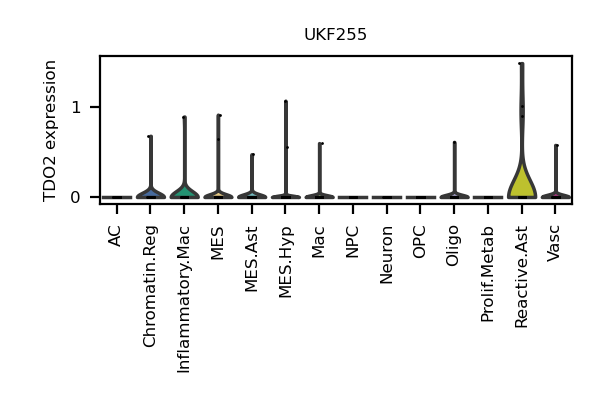 UKF255
TDO2 expression
1
0
AC
Chromatin.Reg
Inflammatory.Mac
MES
MES.Ast
MES.Hyp
Mac
NPC
Neuron
OPC
Oligo
Prolif.Metab
Reactive.Ast
Vasc